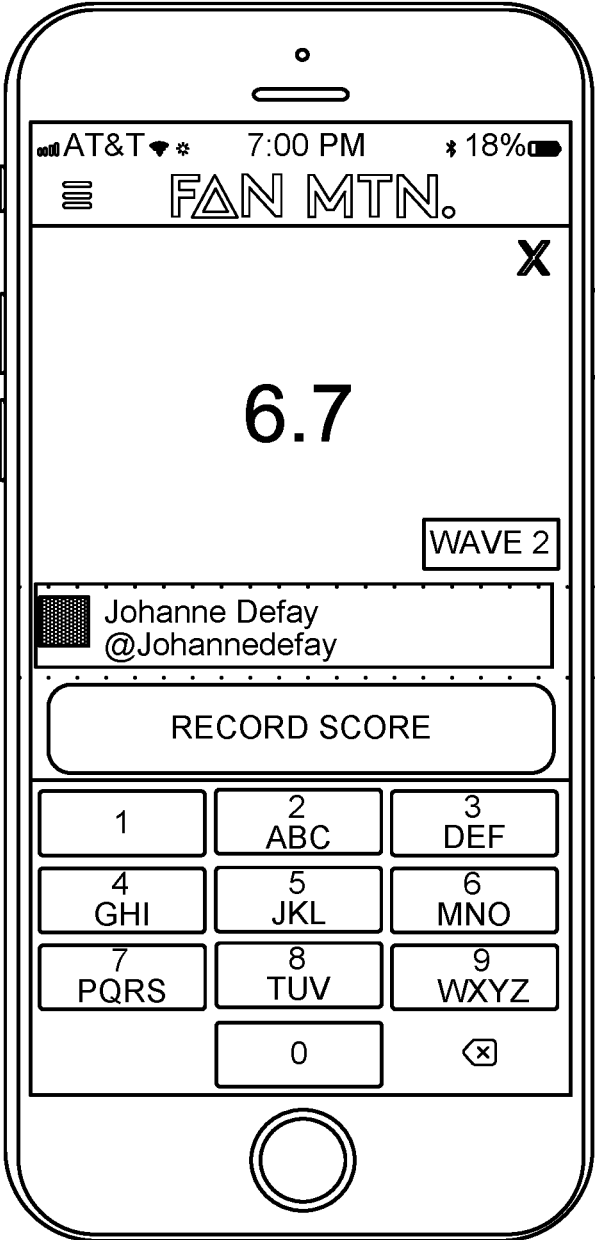 AT&T 7:00 PM 18%
FAN MTN.
X
6.7
WAVE 2
Johanne Defay
@Johannedefay
RECORD SCORE
1 2 3
ABC DEF
4 5 6
GHI JKL MNO
7 8 9
PQRS TUV WXYZ
0